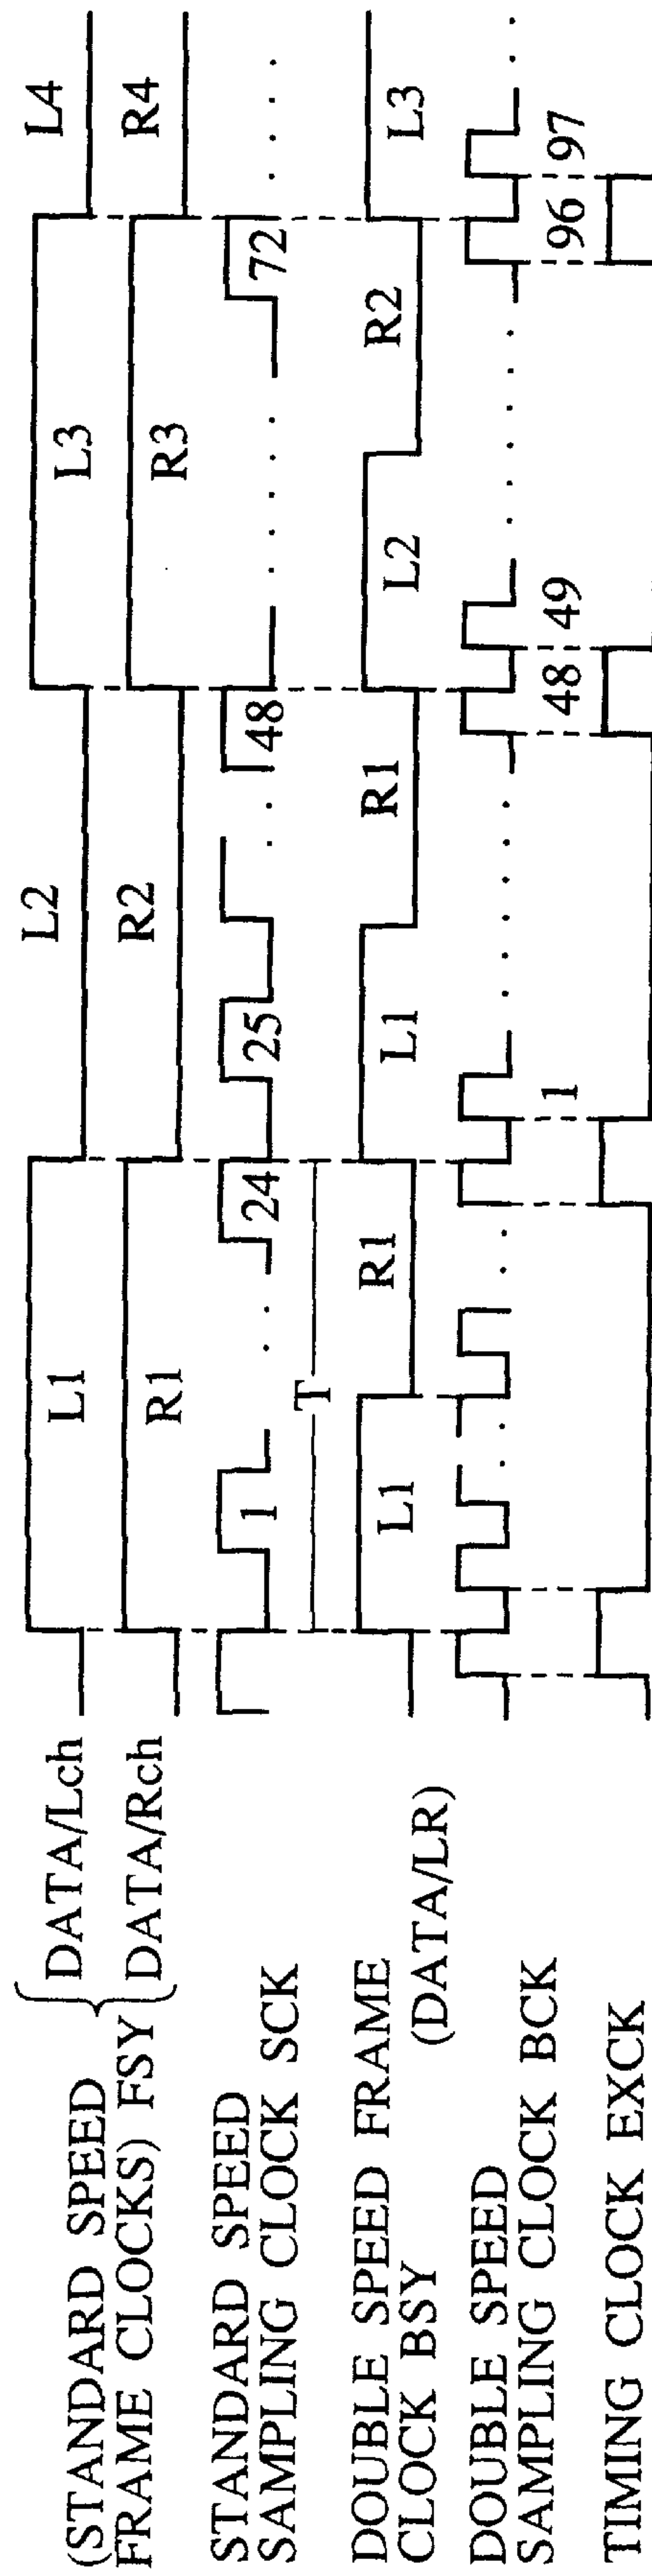 (STANDARD SPEED
FRAME CLOCKS) FSY
DATA/Lch
L1 L2 L3 L4
DATA/Rch
R1 R2 R3 R4
STANDARD SPEED
SAMPLING CLOCK SCK
1 24 25 48 72
T
DOUBLE SPEED FRAME
CLOCK BSY (DATA/LR)
L1 R1 L1 R1 L2 R2 L3
DOUBLE SPEED
SAMPLING CLOCK BCK
1 48 49 96 97
TIMING CLOCK EXCK